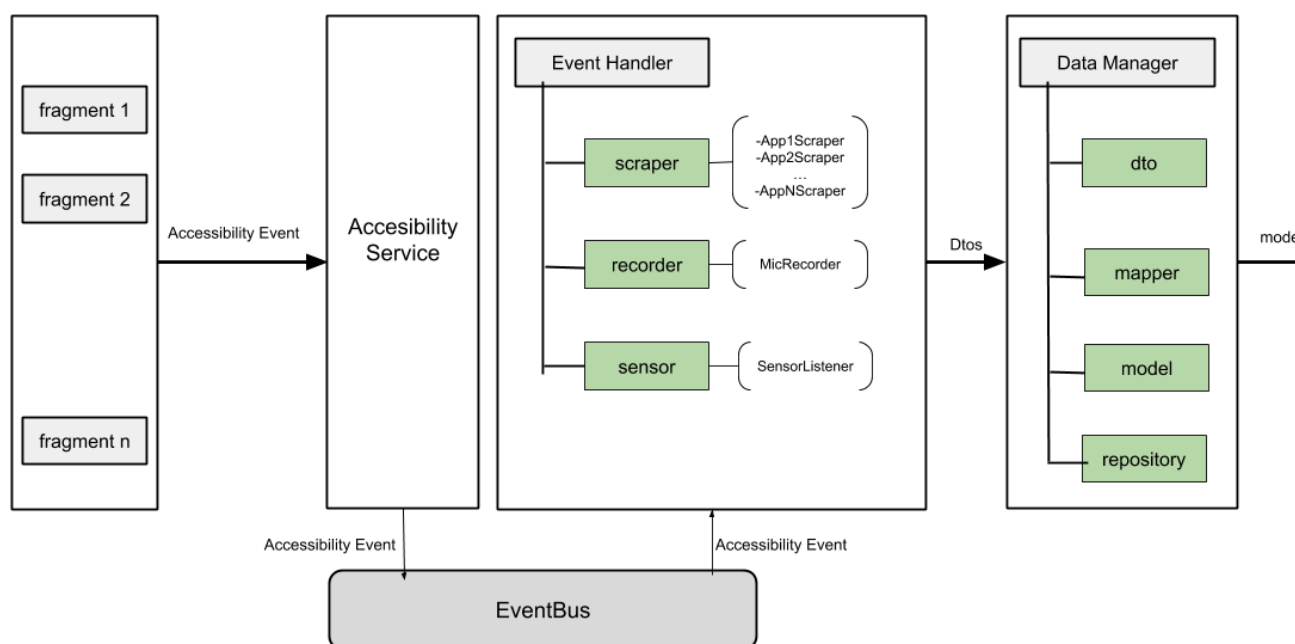 fragment 1
fragment 2
fragment n
Accessibility Event
Accesibility
Service
Event Handler
scraper
-App1Scraper
-App2Scraper
...
-AppNScraper
recorder
MicRecorder
sensor
SensorListener
Dtos
Data Manager
dto
mapper
model
repository
mode
Accessibility Event
Accessibility Event
EventBus